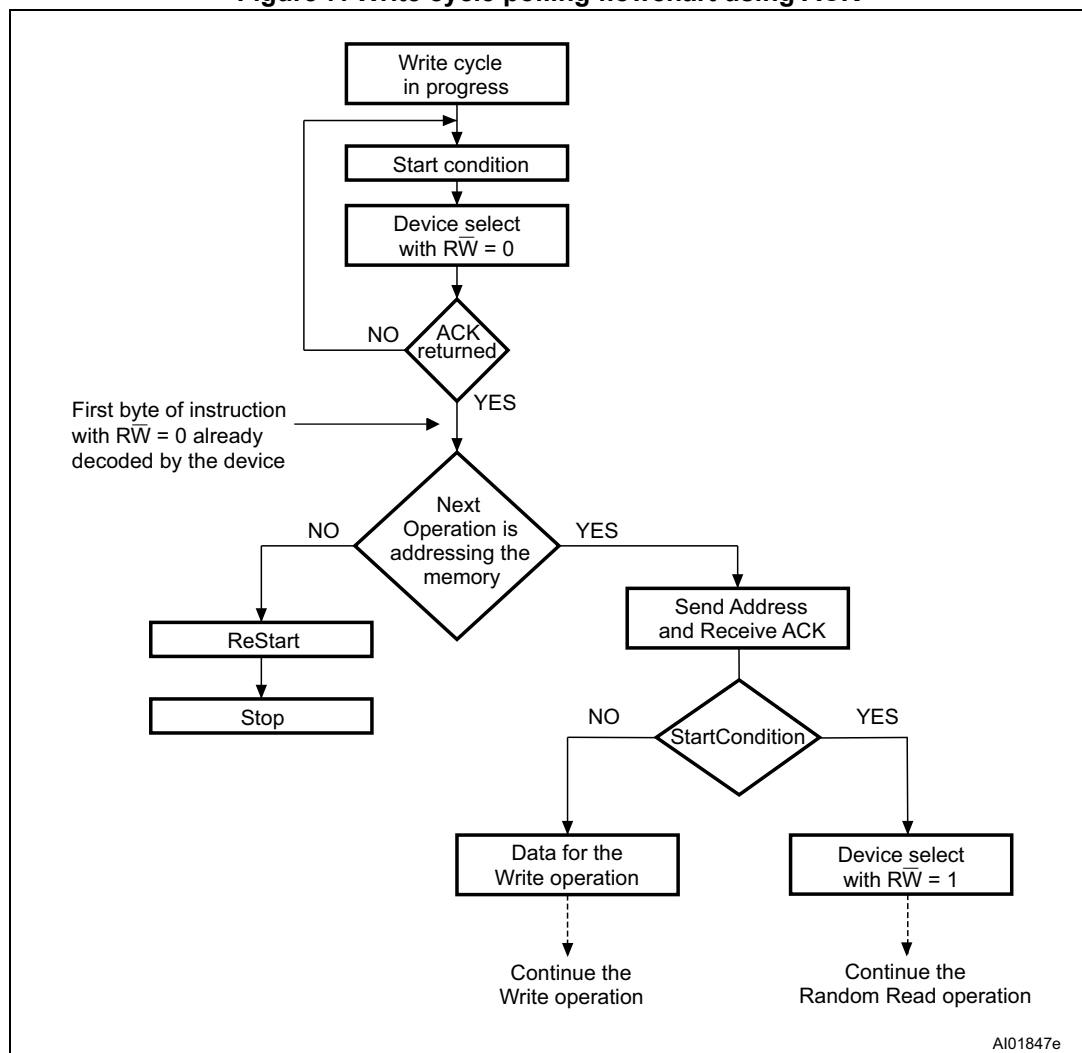 Write cycle
in progress
Start condition
Device select
with RW̅ = 0
ACK
returned
NO
YES
First byte of instruction
with RW̅ = 0 already
decoded by the device
Next
Operation is
addressing the
memory
NO
YES
Send Address
and Receive ACK
ReStart
Stop
StartCondition
NO
YES
Data for the
Write operation
Device select
with RW̅ = 1
Continue the
Write operation
Continue the
Random Read operation
AI01847e